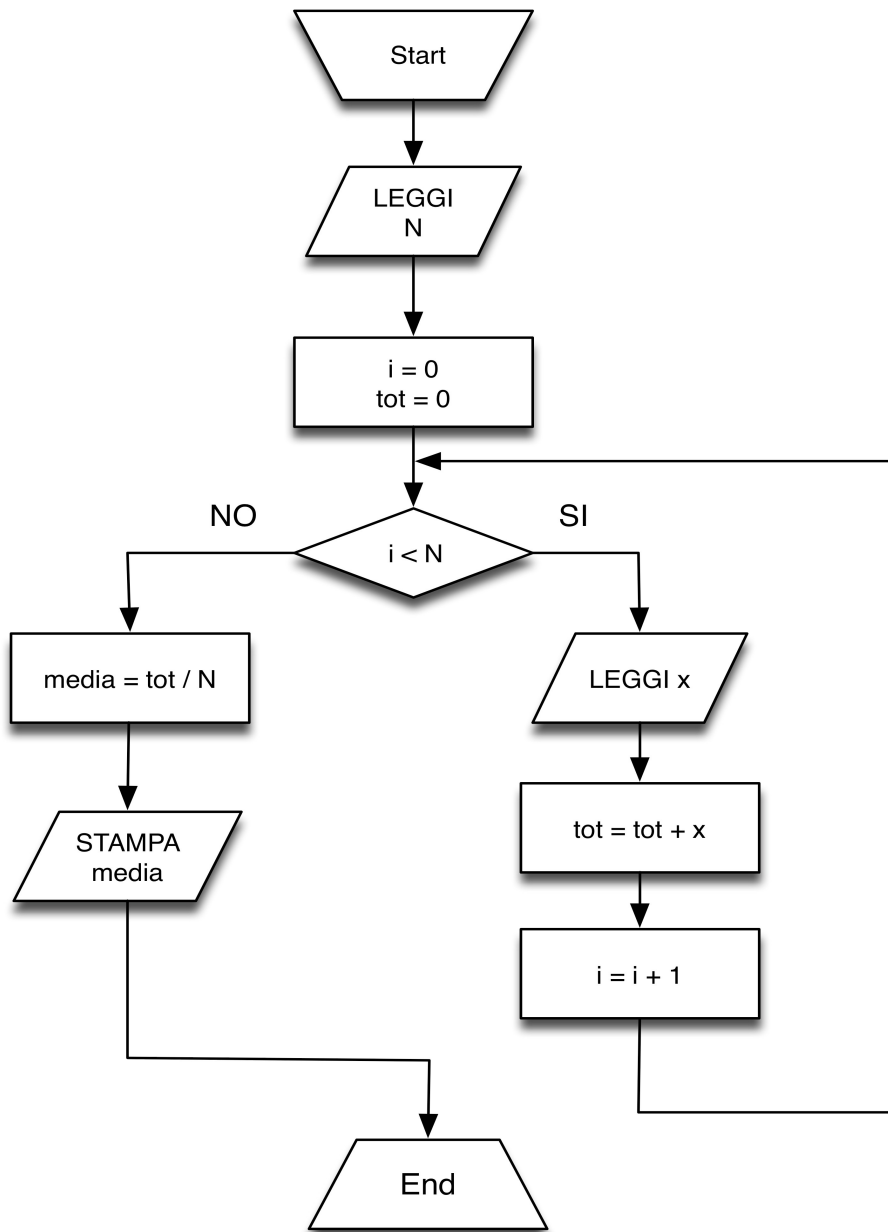 Start
LEGGI
N
i = 0
tot = 0
NO
SI
i < N
media = tot / N
LEGGI x
STAMPA
media
tot = tot + x
i = i + 1
End